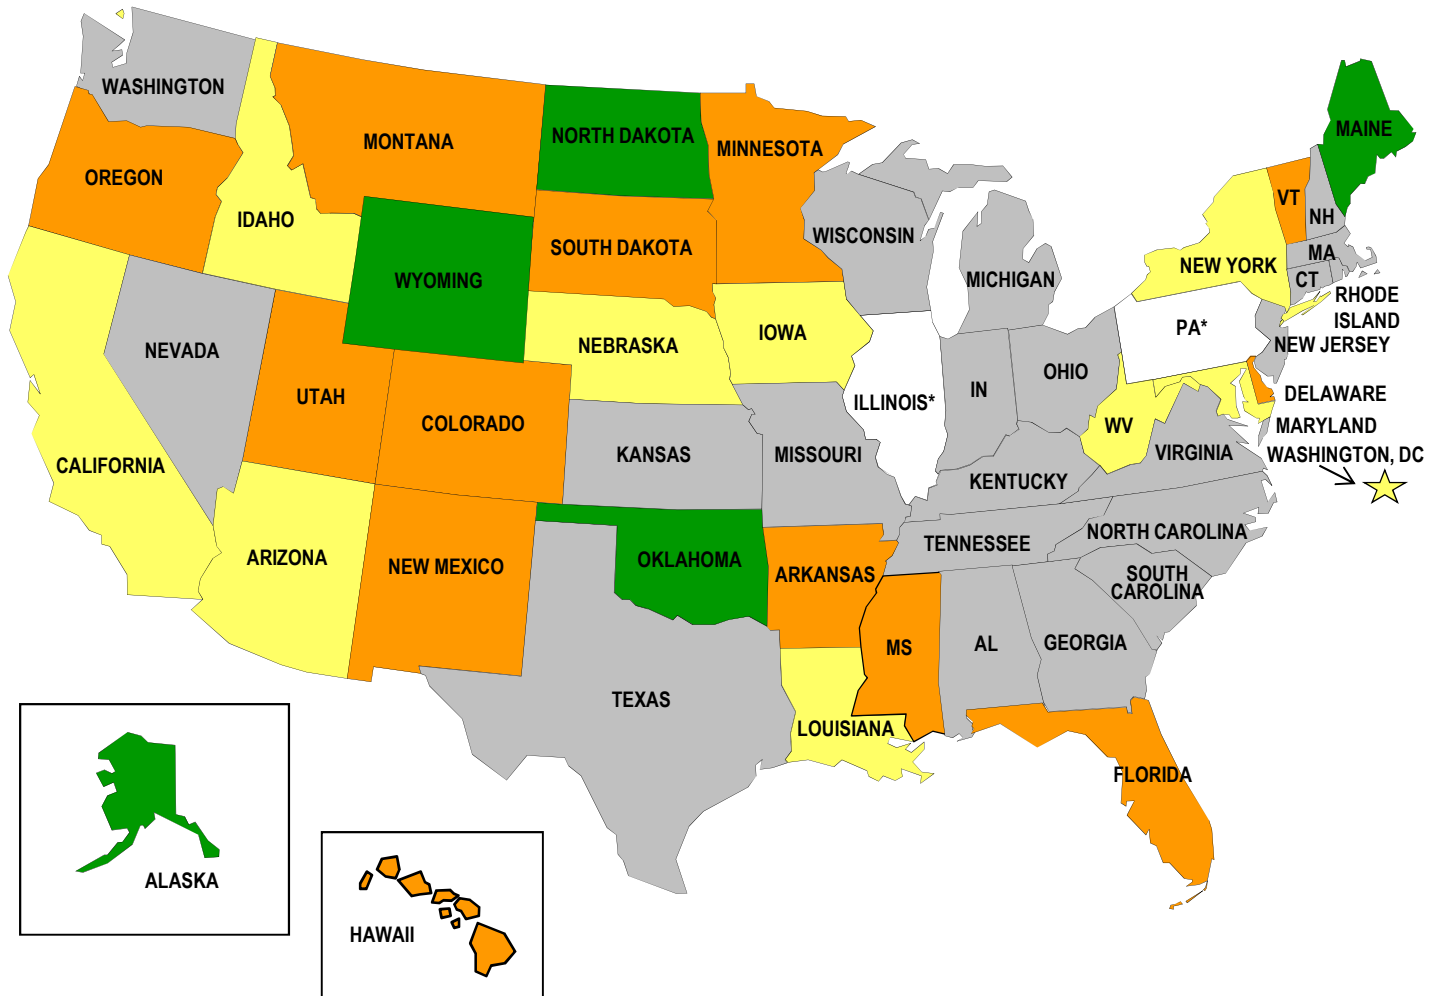 WASHINGTON
MAINE
NORTH DAKOTA
MONTANA
MINNESOTA
OREGON
VT
NH
IDAHO
WISCONSIN
SOUTH DAKOTA
MA
NEW YORK
WYOMING
MICHIGAN
CT
RHODE
ISLAND
PA*
IOWA
NEBRASKA
NEVADA
NEW JERSEY
OHIO
IN
UTAH
DELAWARE
ILLINOIS*
COLORADO
WV
MARYLAND
KANSAS
MISSOURI
VIRGINIA
WASHINGTON, DC
CALIFORNIA
KENTUCKY
NORTH CAROLINA
TENNESSEE
ARIZONA
OKLAHOMA
NEW MEXICO
ARKANSAS
SOUTH
CAROLINA
MS
AL
GEORGIA
TEXAS
LOUISIANA
FLORIDA
ALASKA
HAWAII